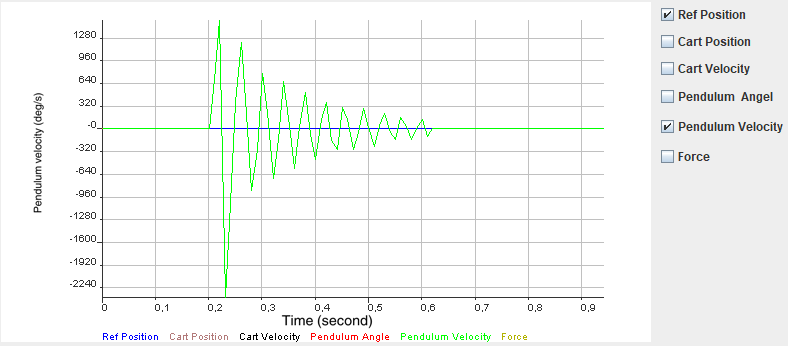 Ref Position
Cart Position
Cart Velocity
Pendulum Angel
Pendulum Velocity
Force
Pendulum velocity (deg/s)
1280
960
640
320
-0
-320
-640
-960
-1280
-1600
-1920
-2240
0 0,1 0,2 0,3 0,4 0,5 0,6 0,7 0,8 0,9
Time (second)
Ref Position Cart Position Cart Velocity Pendulum Angle Pendulum Velocity Force